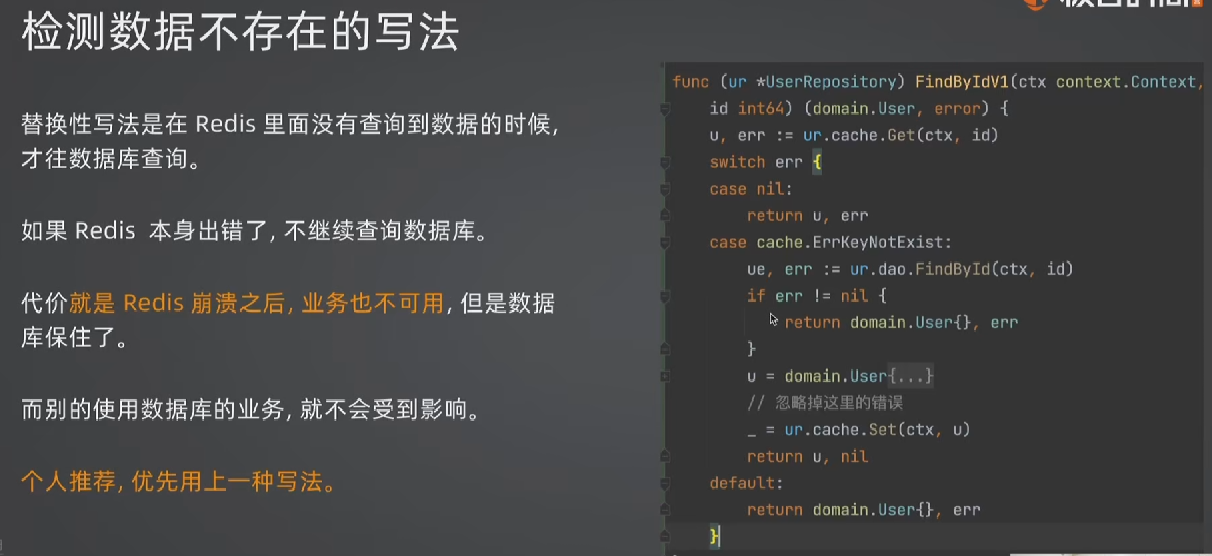 检测数据不存在的写法
替换性写法是在 Redis 里面没有查询到数据的时候,
才往数据库查询。
如果 Redis 本身出错了, 不继续查询数据库。
代价就是 Redis 崩溃之后, 业务也不可用, 但是数据
库保住了。
而别的使用数据库的业务, 就不会受到影响。
个人推荐, 优先用上一种写法。
func (ur *UserRepository) FindByIdV1(ctx context.Context,
id int64) (domain.User, error) {
u, err := ur.cache.Get(ctx, id)
switch err {
case nil:
return u, err
case cache.ErrKeyNotExist:
ue, err := ur.dao.FindById(ctx, id)
if err != nil {
return domain.User{}, err
}
u = domain.User{...}
// 忽略掉这里的错误
_ = ur.cache.Set(ctx, u)
return u, nil
default:
return domain.User{}, err
}